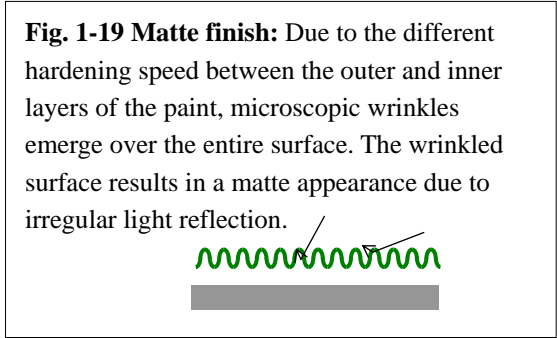 Fig. 1-19 Matte finish: Due to the different
hardening speed between the outer and inner
layers of the paint, microscopic wrinkles
emerge over the entire surface. The wrinkled
surface results in a matte appearance due to
irregular light reflection.